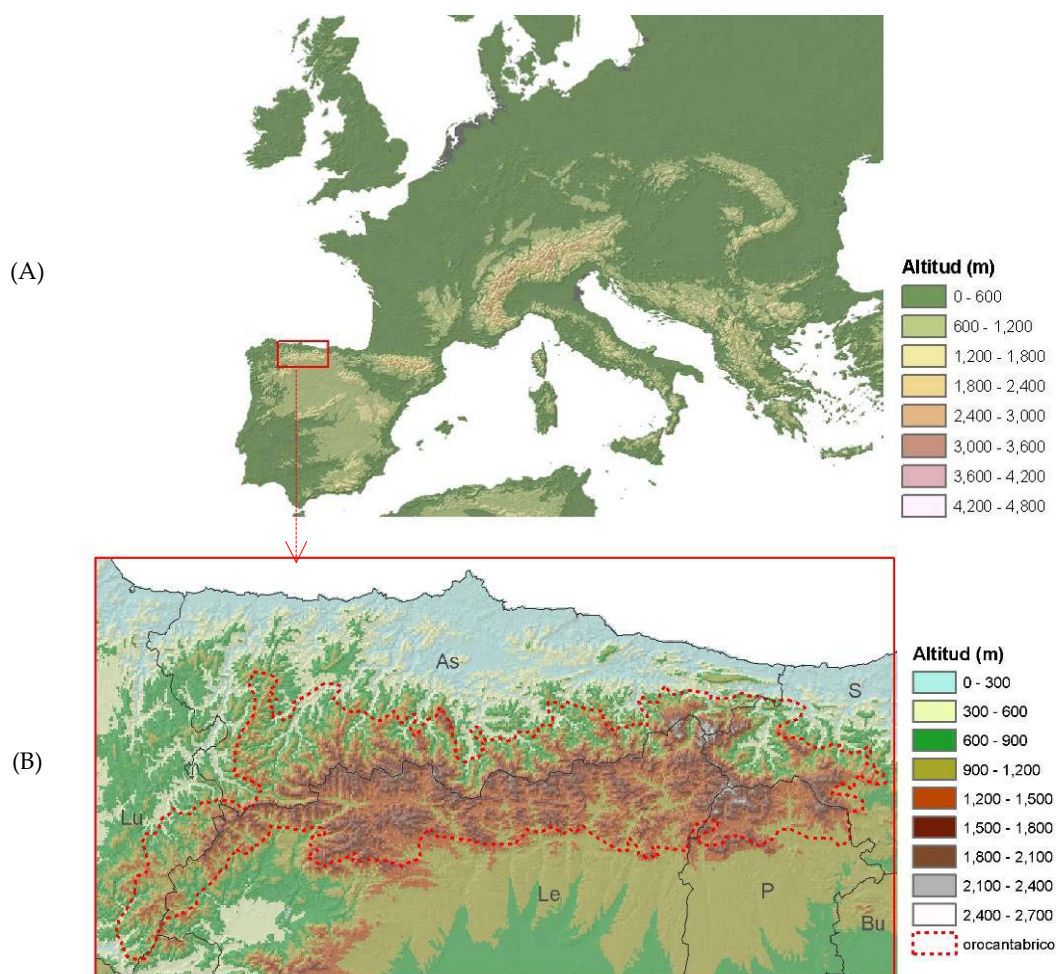 (A)
Altitud (m)
0 - 600
600 - 1,200
1,200 - 1,800
1,800 - 2,400
2,400 - 3,000
3,000 - 3,600
3,600 - 4,200
4,200 - 4,800
(B)
As
S
Lu
Le
P
Bu
Altitud (m)
0 - 300
300 - 600
600 - 900
900 - 1,200
1,200 - 1,500
1,500 - 1,800
1,800 - 2,100
2,100 - 2,400
2,400 - 2,700
orocantabrico